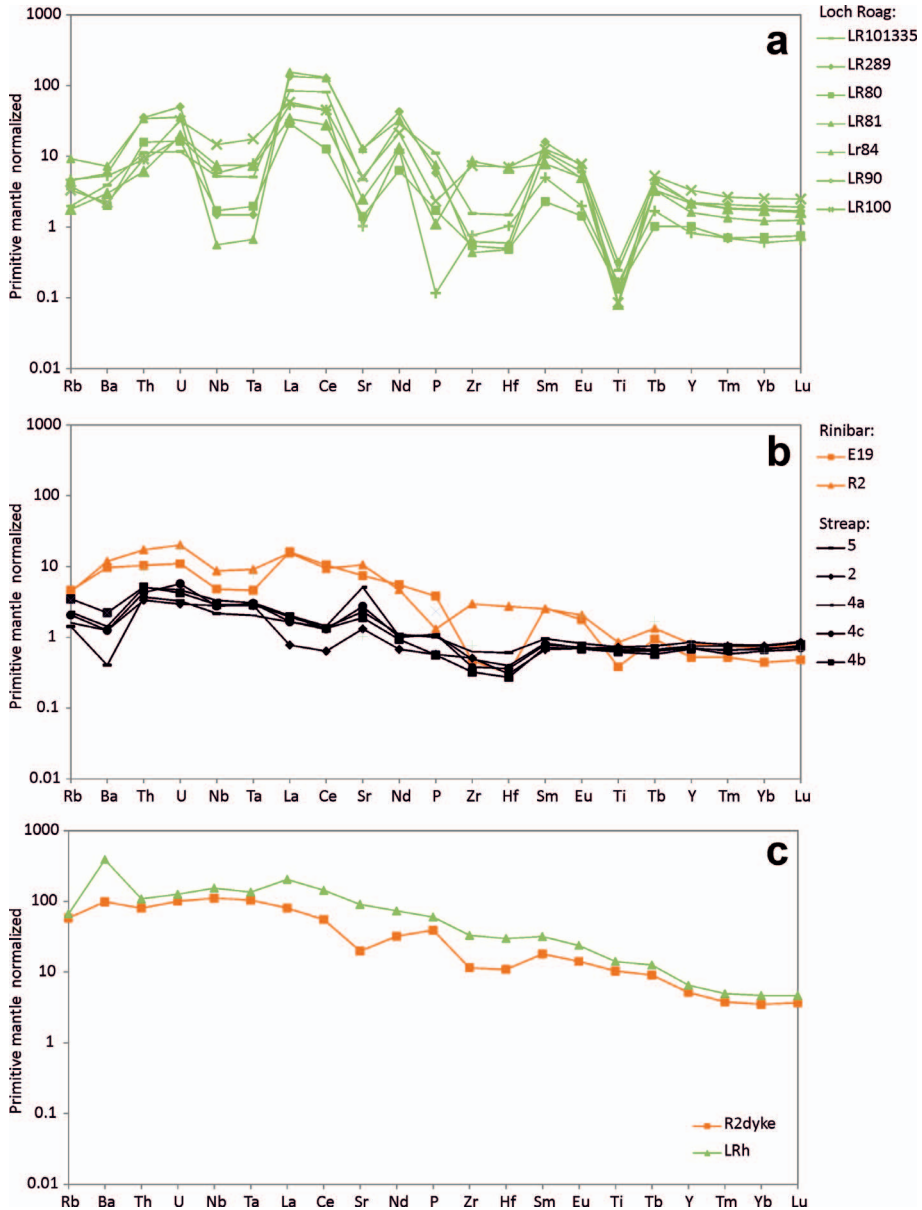 1000
100
10
1
0.1
0.01
Primitive mantle normalized
a
Rb Ba Th U Nb Ta La Ce Sr Nd P Zr Hf Sm Eu Ti Tb Y Tm Yb Lu
Loch Roag:
LR101335
LR289
LR80
LR81
Lr84
LR90
LR100
1000
100
10
1
0.1
0.01
Primitive mantle normalized
b
Rb Ba Th U Nb Ta La Ce Sr Nd P Zr Hf Sm Eu Ti Tb Y Tm Yb Lu
Rinibar:
E19
R2
Streap:
5
2
4a
4c
4b
1000
100
10
1
0.1
0.01
Primitive mantle normalized
c
R2dyke
LRh
Rb Ba Th U Nb Ta La Ce Sr Nd P Zr Hf Sm Eu Ti Tb Y Tm Yb Lu